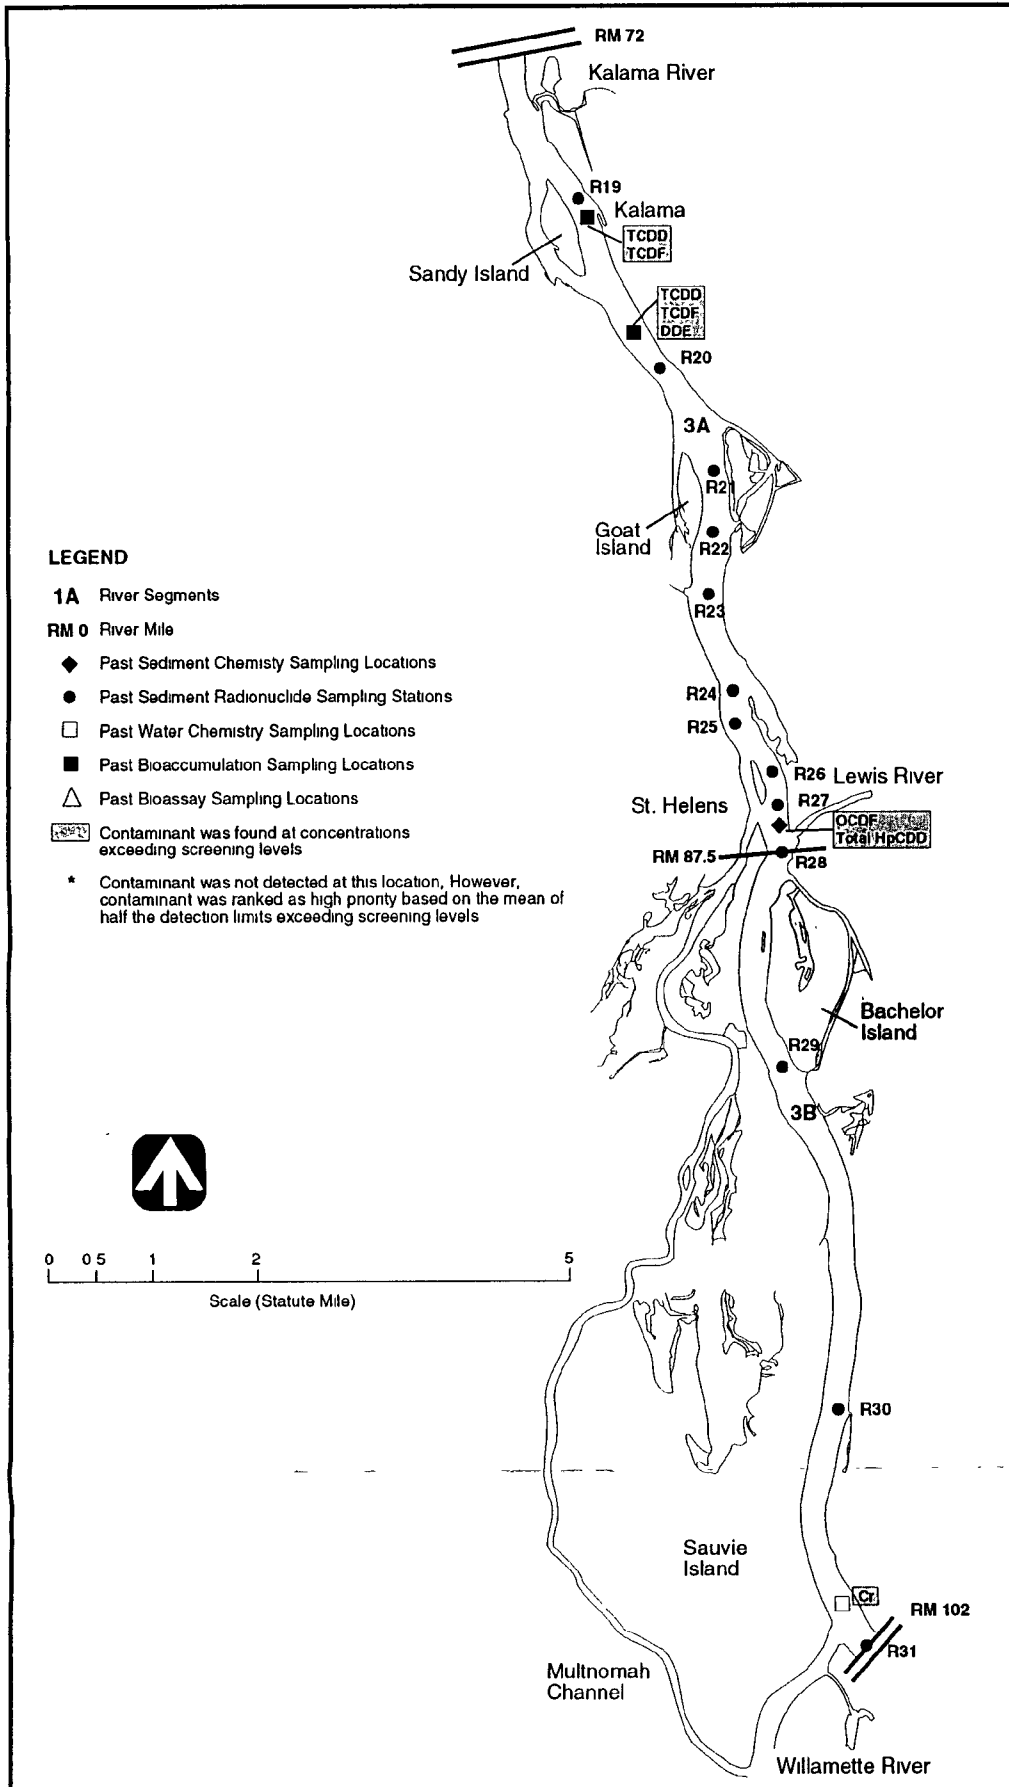 RM 72
Kalama River
R19
Kalama
TCDD
TCDF
Sandy Island
TCDD
TCDF
DDE
R20
3A
R21
Goat
Island
R22
R23
LEGEND
1A River Segments
RM 0 River Mile
Past Sediment Chemisty Sampling Locations
Past Sediment Radionuclide Sampling Stations
Past Water Chemistry Sampling Locations
Past Bioaccumulation Sampling Locations
Past Bioassay Sampling Locations
Contaminant was found at concentrations
exceeding screening levels
* Contaminant was not detected at this location, However,
contaminant was ranked as high priority based on the mean of
half the detection limits exceeding screening levels
R24
R25
R26
Lewis River
St. Helens
R27
OCDF
Total HpCDD
RM 87.5
R28
Bachelor
Island
R29
3B
0 0 5 1 2 5
Scale (Statute Mile)
R30
Sauvie
Island
Cr
RM 102
R31
Multnomah
Channel
Willamette River